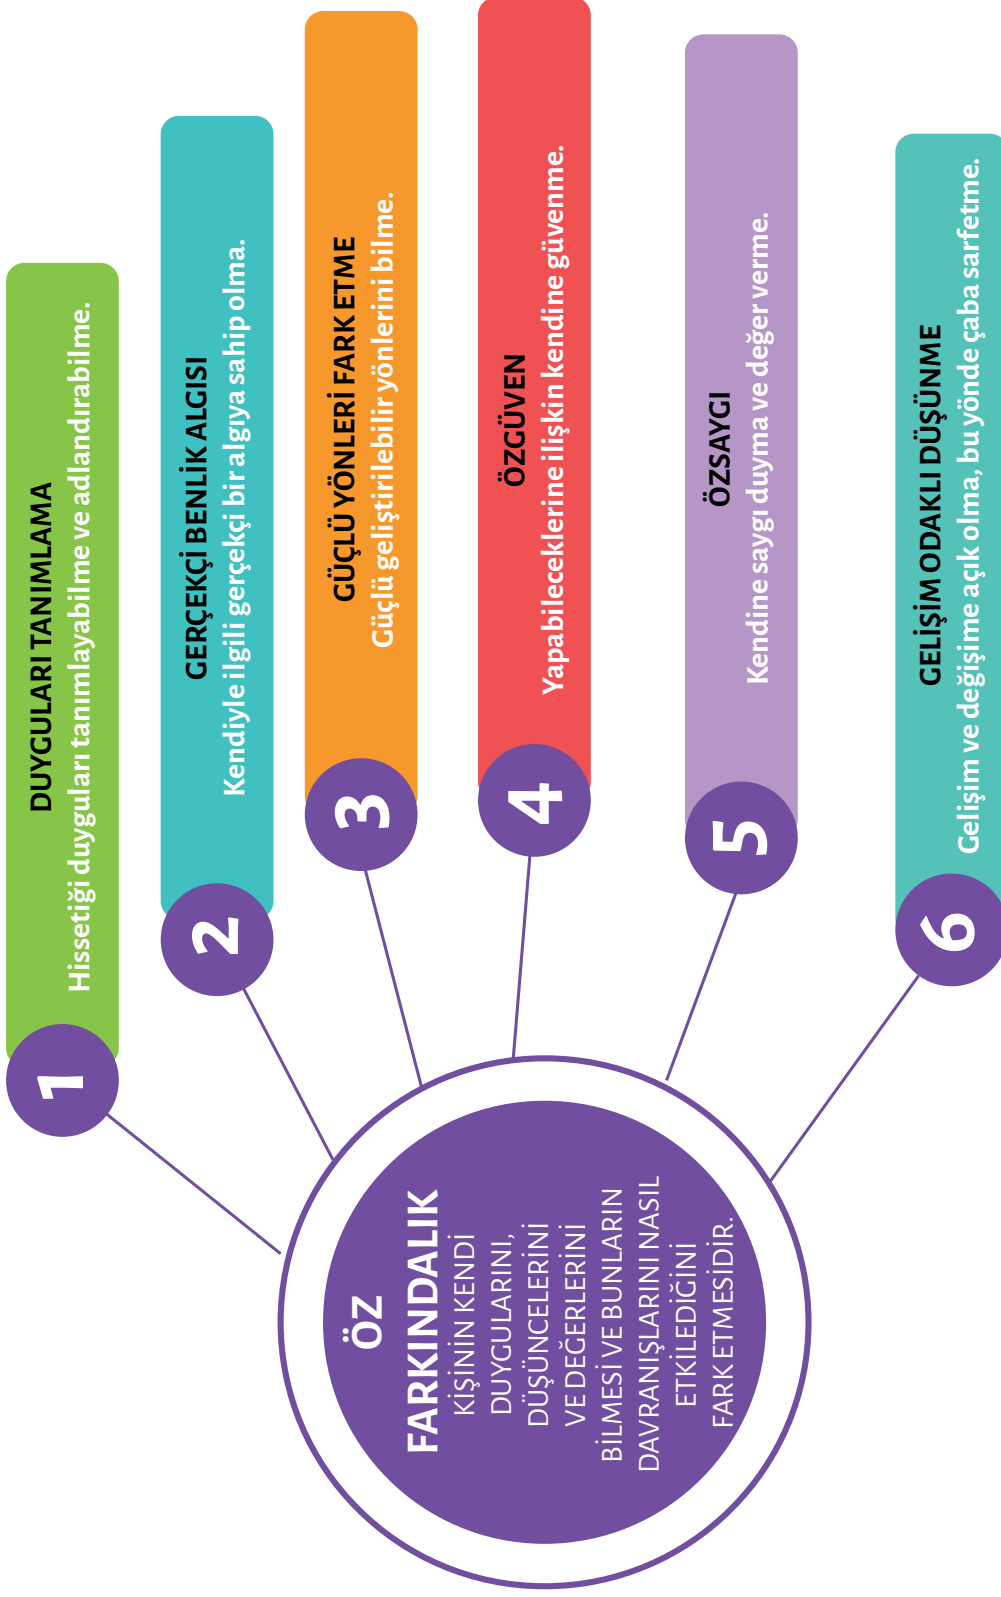 ÖZ
FARKINDALIK
KİŞİNİN KENDİ
DUYGULARINI,
DÜŞÜNCELERİNİ
VE DEĞERLERİNİ
BİLMESİ VE BUNLARIN
DAVRANIŞLARINI NASIL
ETKİLEDİĞİNİ
FARK ETMESİDİR.
1
DUYGULARI TANIMLAMA
Hissetiği duyguları tanımlayabilme ve adlandırabilme.
2
GERÇEKÇİ BENLİK ALGISI
Kendiyle ilgili gerçekçi bir algıya sahip olma.
3
GÜÇLÜ YÖNLERİ FARK ETME
Güçlü geliştirilebilir yönlerini bilme.
4
ÖZGÜVEN
Yapabileceklerine ilişkin kendine güvenme.
5
ÖZSAYGI
Kendine saygı duyma ve değer verme.
6
GELİŞİM ODAKLI DÜŞÜNME
Gelişim ve değişime açık olma, bu yönde çaba sarfetme.